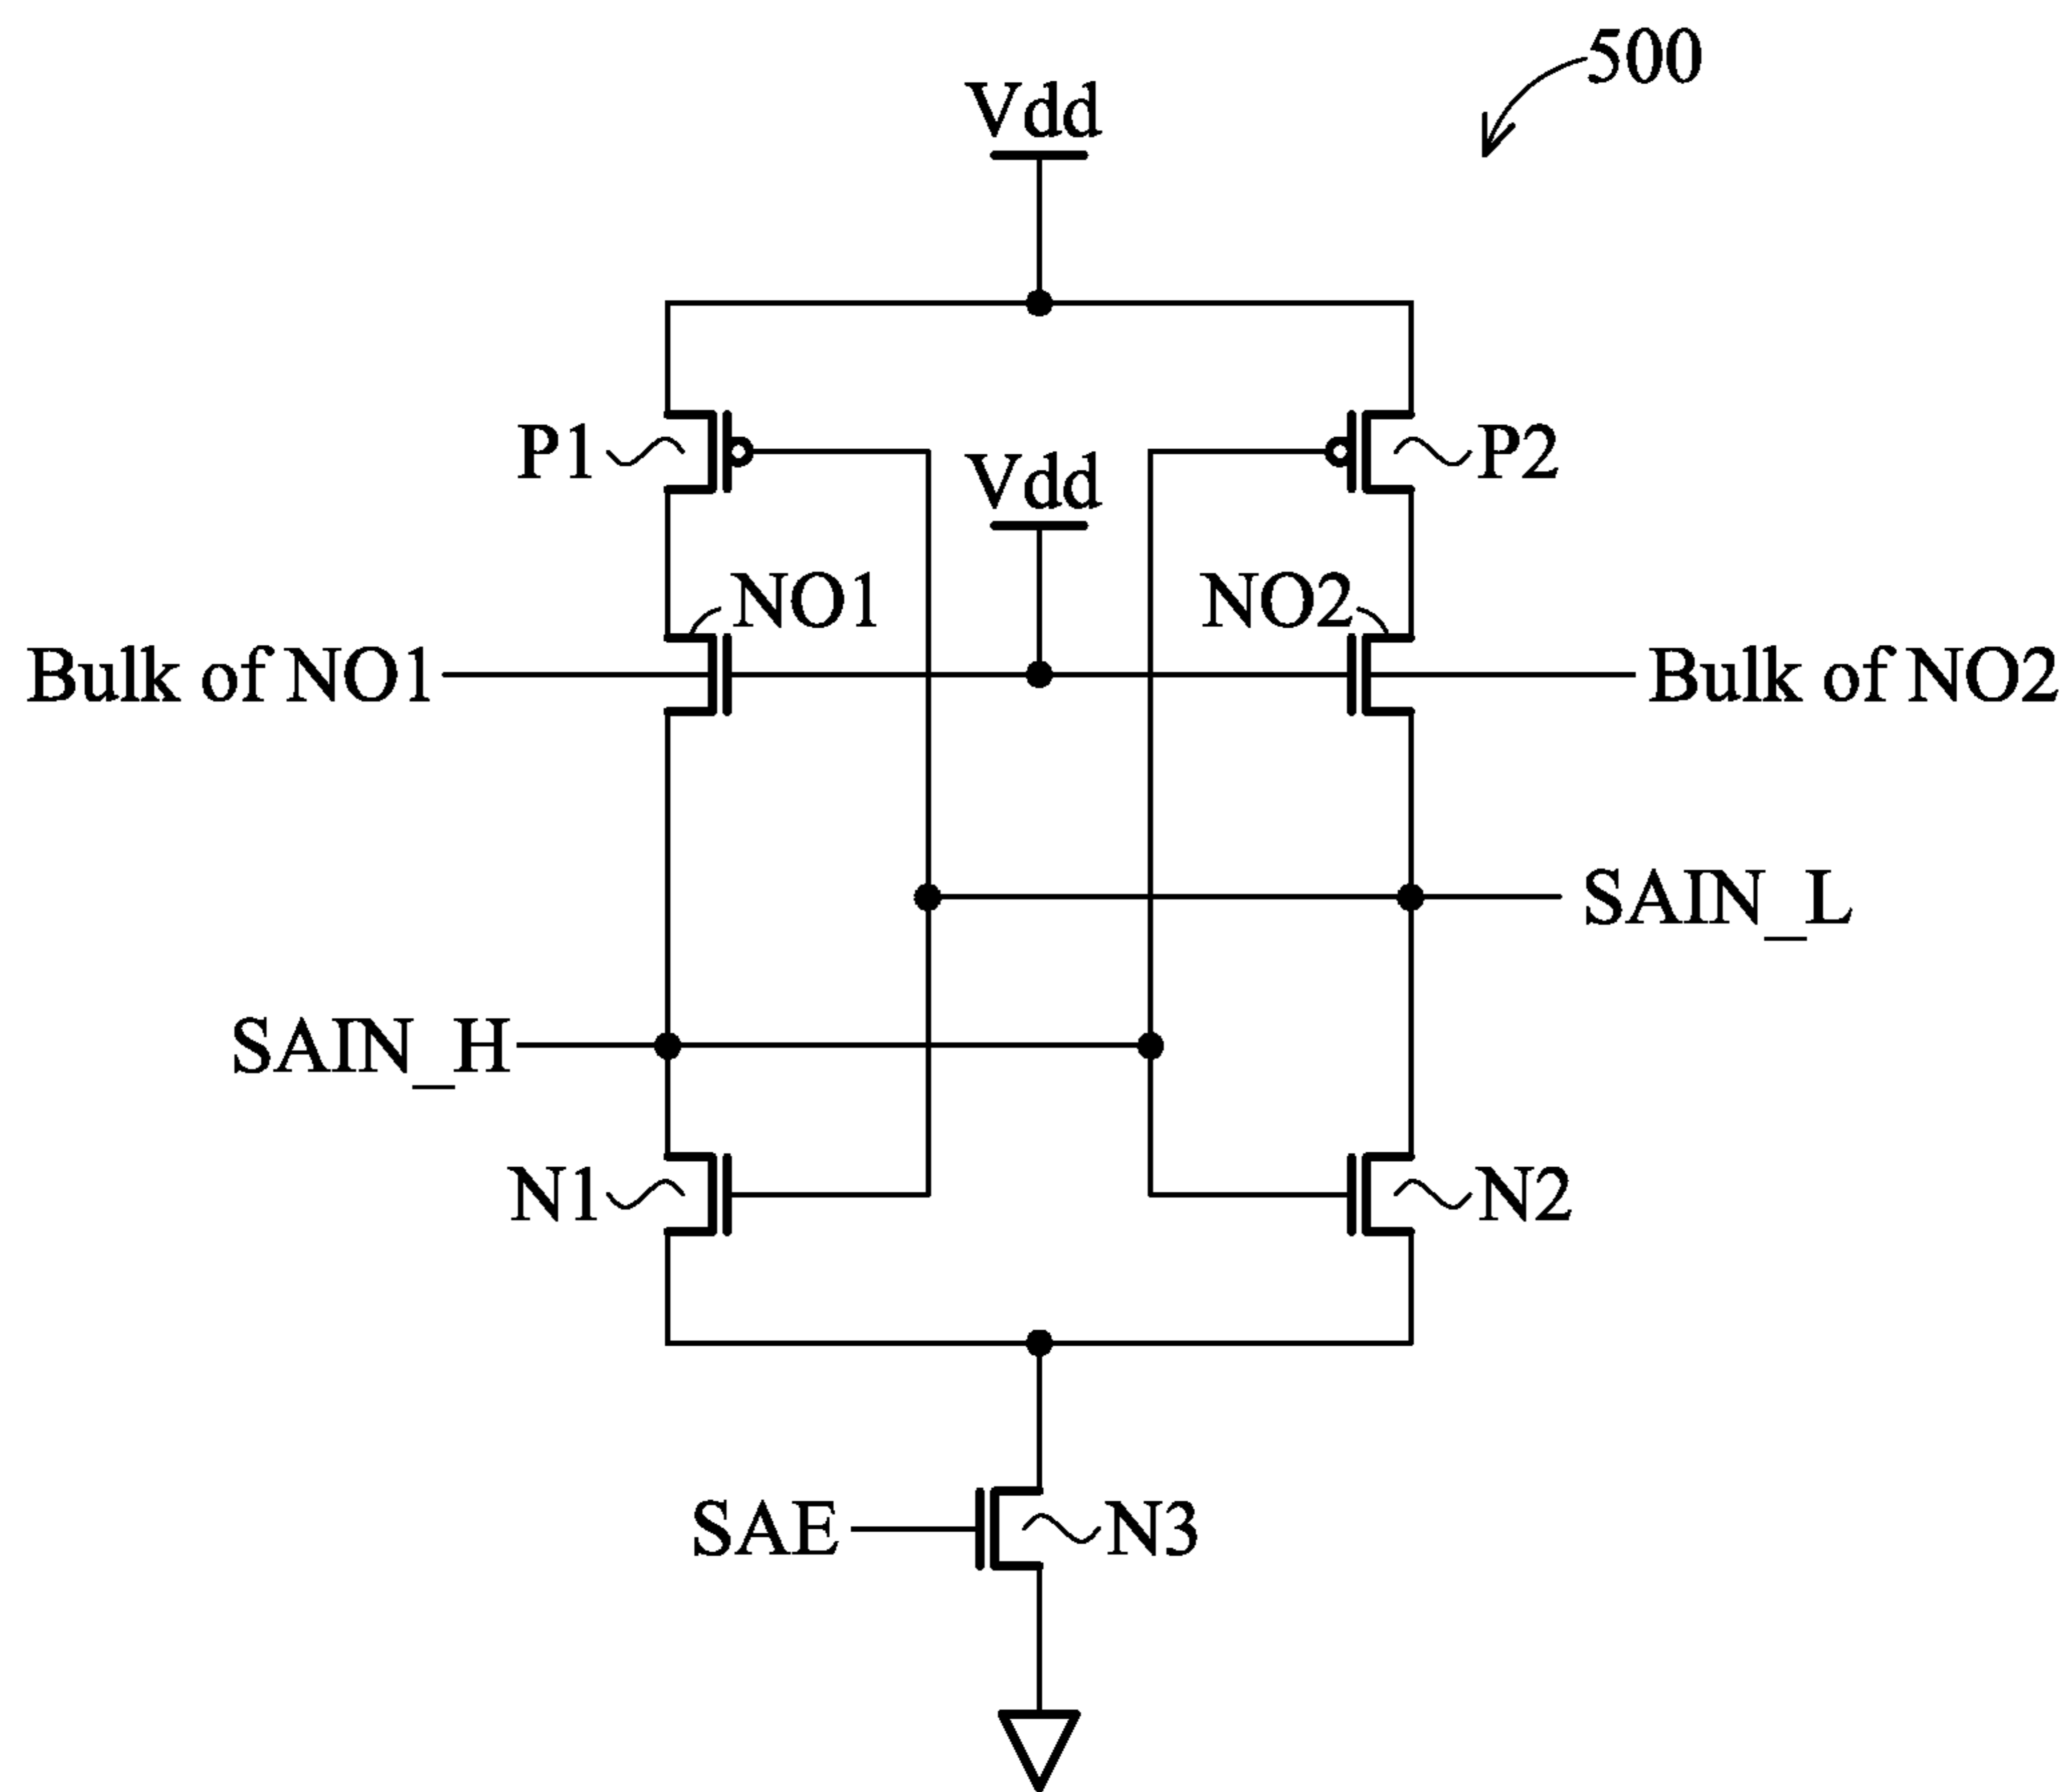 500
Vdd
P1
P2
Vdd
NO1
NO2
Bulk of NO1
Bulk of NO2
SAIN_L
SAIN_H
N1
N2
SAE
N3